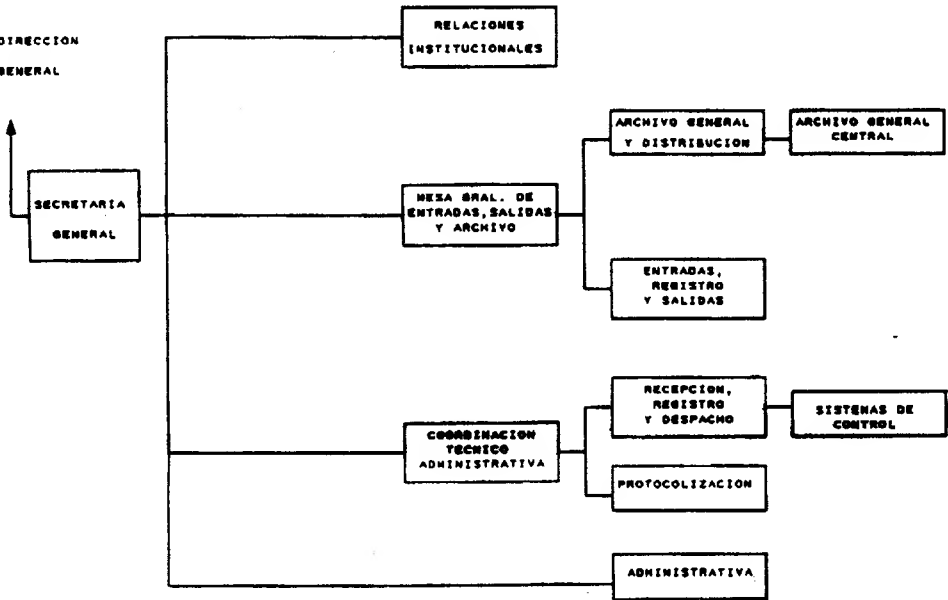 DIRECCION
GENERAL
SECRETARIA
GENERAL
RELACIONES
INSTITUCIONALES
MESA GRAL. DE
ENTRADAS, SALIDAS
Y ARCHIVO
ARCHIVO GENERAL
Y DISTRIBUCION
ARCHIVO GENERAL
CENTRAL
ENTRADAS,
REGISTRO
Y SALIDAS
COORDINACION
TECNICO
ADMINISTRATIVA
RECEPCION,
REGISTRO
Y DESPACHO
SISTEMAS DE
CONTROL
PROTOCOLIZACION
ADMINISTRATIVA